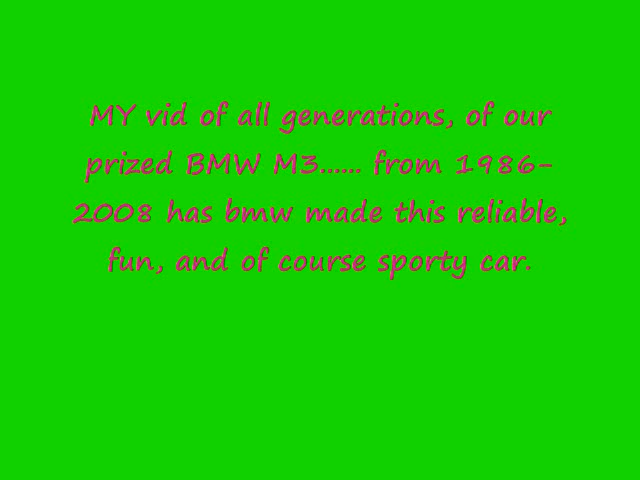 MY vid of all generations, of our
prized BMW M3...... from 1986-
2008 has bmw made this reliable,
fun, and of course sporty car.